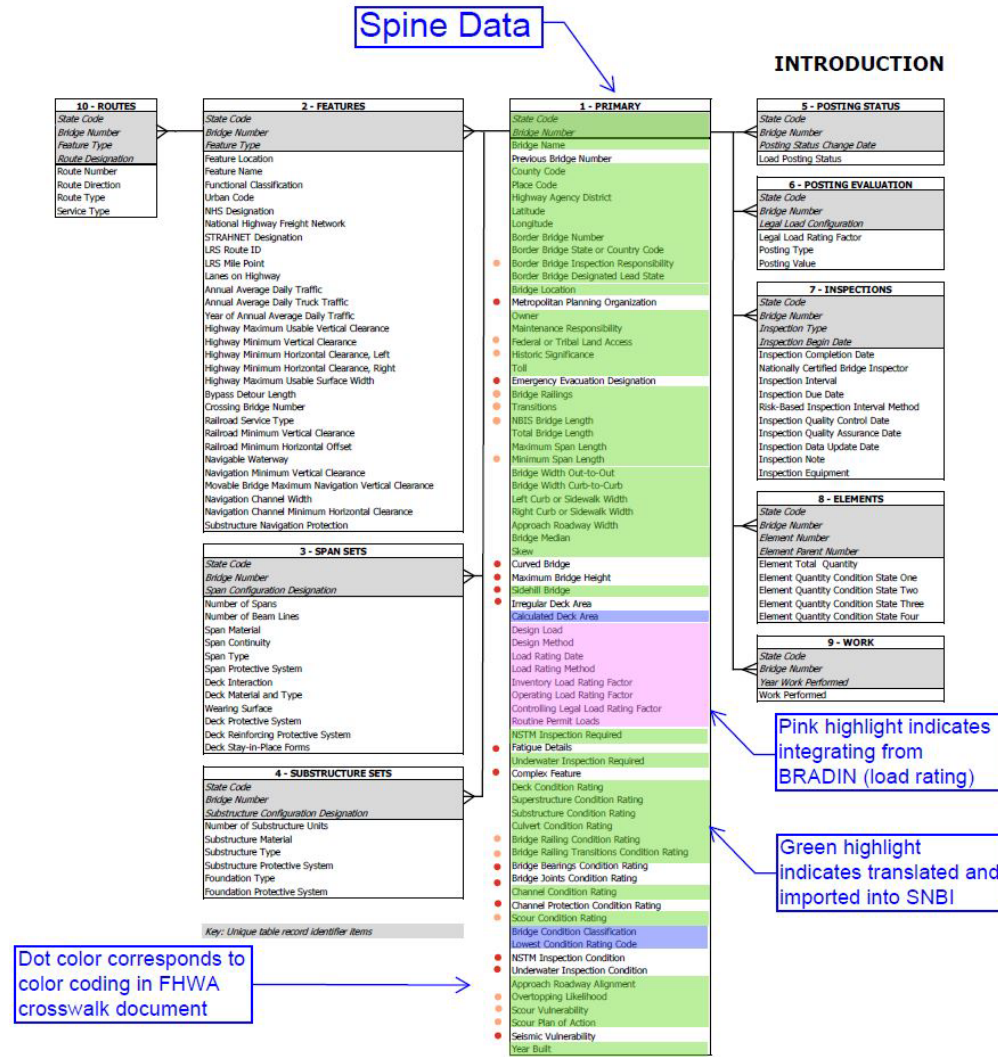 Spine Data
INTRODUCTION
10 - ROUTES
State Code
Bridge Number
Feature Type
Route Designation
Route Number
Route Direction
Route Type
Service Type
2 - FEATURES
State Code
Bridge Number
Feature Type
Feature Location
Feature Name
Functional Classification
Urban Code
NHS Designation
National Highway Freight Network
STRAHNET Designation
LRS Route ID
LRS Mile Point
Lanes on Highway
Annual Average Daily Traffic
Annual Average Daily Truck Traffic
Year of Annual Average Daily Traffic
Highway Maximum Usable Vertical Clearance
Highway Minimum Vertical Clearance
Highway Minimum Horizontal Clearance, Left
Highway Minimum Horizontal Clearance, Right
Highway Maximum Usable Surface Width
Bypass Detour Length
Crossing Bridge Number
Railroad Service Type
Railroad Minimum Vertical Clearance
Railroad Minimum Horizontal Offset
Navigable Waterway
Navigation Minimum Vertical Clearance
Movable Bridge Maximum Navigation Vertical Clearance
Navigation Channel Width
Navigation Channel Minimum Horizontal Clearance
Substructure Navigation Protection
3 - SPAN SETS
State Code
Bridge Number
Span Configuration Designation
Number of Spans
Number of Beam Lines
Span Material
Span Continuity
Span Type
Span Protective System
Deck Interaction
Deck Material and Type
Wearing Surface
Deck Protective System
Deck Reinforcing Protective System
Deck Stay-in-Place Forms
4 - SUBSTRUCTURE SETS
State Code
Bridge Number
Substructure Configuration Designation
Number of Substructure Units
Substructure Material
Substructure Type
Substructure Protective System
Foundation Type
Foundation Protective System
Key: Unique table record identifier items
1 - PRIMARY
State Code
Bridge Number
Bridge Name
Previous Bridge Number
County Code
Place Code
Highway Agency District
Latitude
Longitude
Border Bridge Number
Border Bridge State or Country Code
Border Bridge Inspection Responsibility
Border Bridge Designated Lead State
Bridge Location
Metropolitan Planning Organization
Owner
Maintenance Responsibility
Federal or Tribal Land Access
Historic Significance
Toll
Emergency Evacuation Designation
Bridge Railings
Transitions
NBIS Bridge Length
Total Bridge Length
Maximum Span Length
Minimum Span Length
Bridge Width Out-to-Out
Bridge Width Curb-to-Curb
Left Curb or Sidewalk Width
Right Curb or Sidewalk Width
Approach Roadway Width
Bridge Median
Skew
Curved Bridge
Maximum Bridge Height
Sidehill Bridge
Irregular Deck Area
Calculated Deck Area
Design Load
Design Method
Load Rating Date
Load Rating Method
Inventory Load Rating Factor
Operating Load Rating Factor
Controlling Legal Load Rating Factor
Routine Permit Loads
NSTM Inspection Required
Fatigue Details
Underwater Inspection Required
Complex Feature
Deck Condition Rating
Superstructure Condition Rating
Substructure Condition Rating
Culvert Condition Rating
Bridge Railing Condition Rating
Bridge Railing Transitions Condition Rating
Bridge Bearings Condition Rating
Bridge Joints Condition Rating
Channel Condition Rating
Channel Protection Condition Rating
Scour Condition Rating
Bridge Condition Classification
Lowest Condition Rating Code
NSTM Inspection Condition
Underwater Inspection Condition
Approach Roadway Alignment
Overtopping Likelihood
Scour Vulnerability
Scour Plan of Action
Seismic Vulnerability
Year Built
5 - POSTING STATUS
State Code
Bridge Number
Posting Status Change Date
Load Posting Status
6 - POSTING EVALUATION
State Code
Bridge Number
Legal Load Configuration
Legal Load Rating Factor
Posting Type
Posting Value
7 - INSPECTIONS
State Code
Bridge Number
Inspection Type
Inspection Begin Date
Inspection Completion Date
Nationally Certified Bridge Inspector
Inspection Interval
Inspection Due Date
Risk-Based Inspection Interval Method
Inspection Quality Control Date
Inspection Quality Assurance Date
Inspection Data Update Date
Inspection Note
Inspection Equipment
8 - ELEMENTS
State Code
Bridge Number
Element Number
Element Parent Number
Element Total Quantity
Element Quantity Condition State One
Element Quantity Condition State Two
Element Quantity Condition State Three
Element Quantity Condition State Four
9 - WORK
State Code
Bridge Number
Year Work Performed
Work Performed
Pink highlight indicates
integrating from
BRADIN (load rating)
Green highlight
indicates translated and
imported into SNBI
Dot color corresponds to
color coding in FHWA
crosswalk document